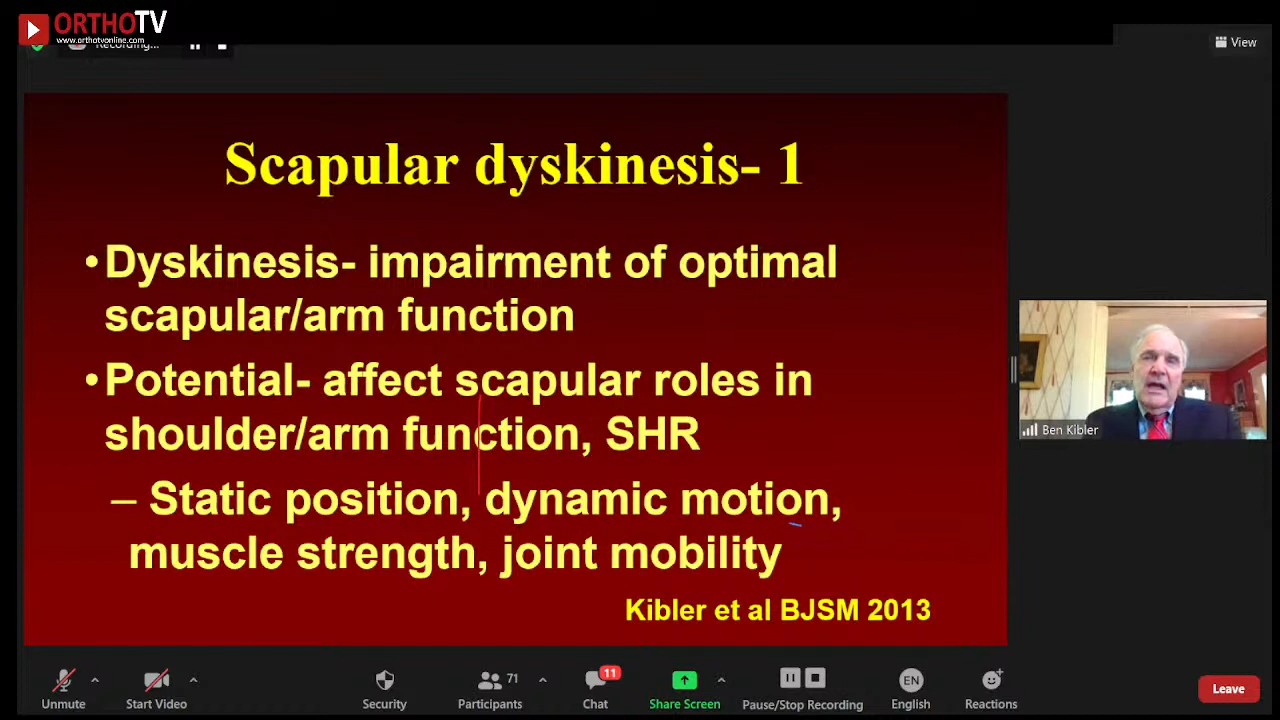 ORTHOTV
www.orthotvonline.com
Recording...
View
Scapular dyskinesis- 1
•Dyskinesis- impairment of optimal
scapular/arm function
•Potential- affect scapular roles in
shoulder/arm function, SHR
– Static position, dynamic motion,
muscle strength, joint mobility
Kibler et al BJSM 2013
Ben Kibler
71
11
EN
Unmute
Start Video
Security
Participants
Chat
Share Screen
Pause/Stop Recording
English
Reactions
Leave